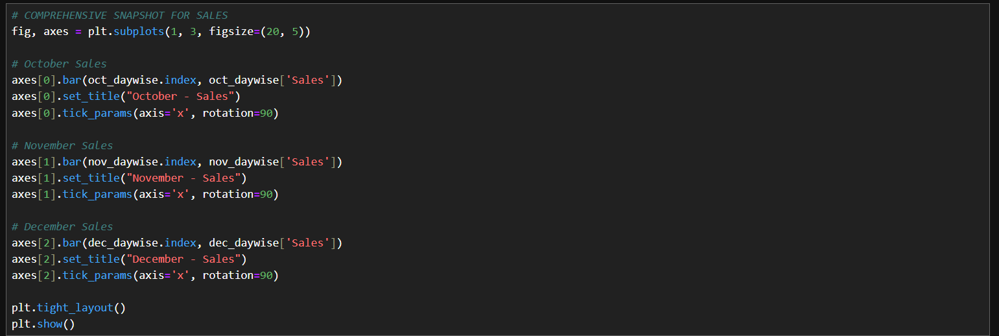 # COMPREHENSIVE SNAPSHOT FOR SALES
fig, axes = plt.subplots(1, 3, figsize=(20, 5))
# October Sales
axes[0].bar(oct_daywise.index, oct_daywise['Sales'])
axes[0].set_title("October - Sales")
axes[0].tick_params(axis='x', rotation=90)
# November Sales
axes[1].bar(nov_daywise.index, nov_daywise['Sales'])
axes[1].set_title("November - Sales")
axes[1].tick_params(axis='x', rotation=90)
# December Sales
axes[2].bar(dec_daywise.index, dec_daywise['Sales'])
axes[2].set_title("December - Sales")
axes[2].tick_params(axis='x', rotation=90)
plt.tight_layout()
plt.show()